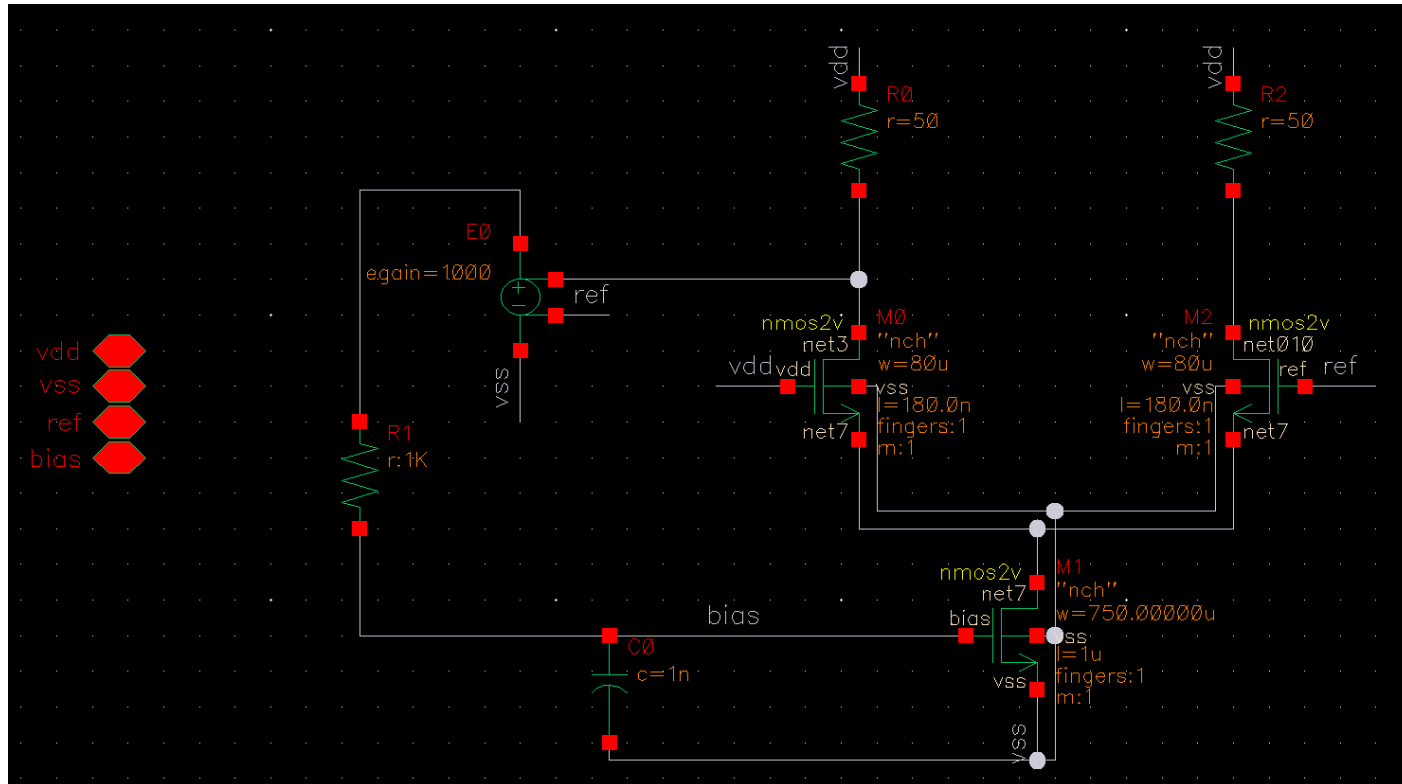 vdd
R0
r=50
vdd
R2
r=50
E0
egain=1000
ref
vss
vdd
vss
ref
bias
R1
r:1K
nmos2v
M0
net3
"nch"
w=80u
vdd
vdd
vss
l=180.0n
fingers:1
net7
m:1
M2
nmos2v
"nch"
net010
w=80u
vss
ref
ref
l=180.0n
fingers:1
net7
m:1
nmos2v
M1
net7
"nch"
w=750.00000u
bias
bias
vss
l=1u
fingers:1
vss
m:1
vss
C0
c=1n